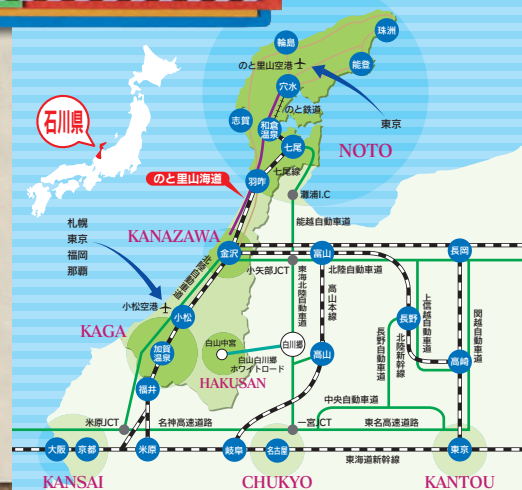 輪島
珠洲
のと里山空港
能登
穴水
のと鉄道
石川県
志賀
和倉
温泉
東京
七尾
NOTO
七尾線
のと里山海道
羽咋
灘浦I.C
能越自動車道
札幌
東京
福岡
那覇
KANAZAWA
金沢
富山
長岡
小矢部JCT
北陸自動車道
北陸自動車道
東海北陸自動車道
高山本線
小松空港
小松
KAGA
加賀
温泉
白山中宮
白川郷
白山白川郷
ホワイトロード
HAKUSAN
高山
長野
長野自動車道
北陸新幹線
上信越自動車道
関越自動車道
高崎
福井
中央自動車道
米原JCT
名神高速道路
一宮JCT
東名高速道路
大阪
京都
米原
岐阜
名古屋
東海道新幹線
東京
KANSAI
CHUKYO
KANTOU